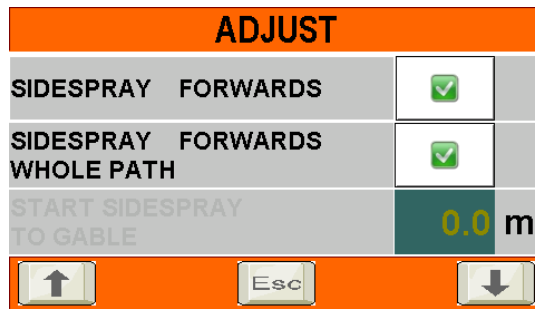 ADJUST
SIDESPRAY FORWARDS
SIDESPRAY FORWARDS
WHOLE PATH
START SIDESPRAY
TO GABLE
0.0 m
Esc